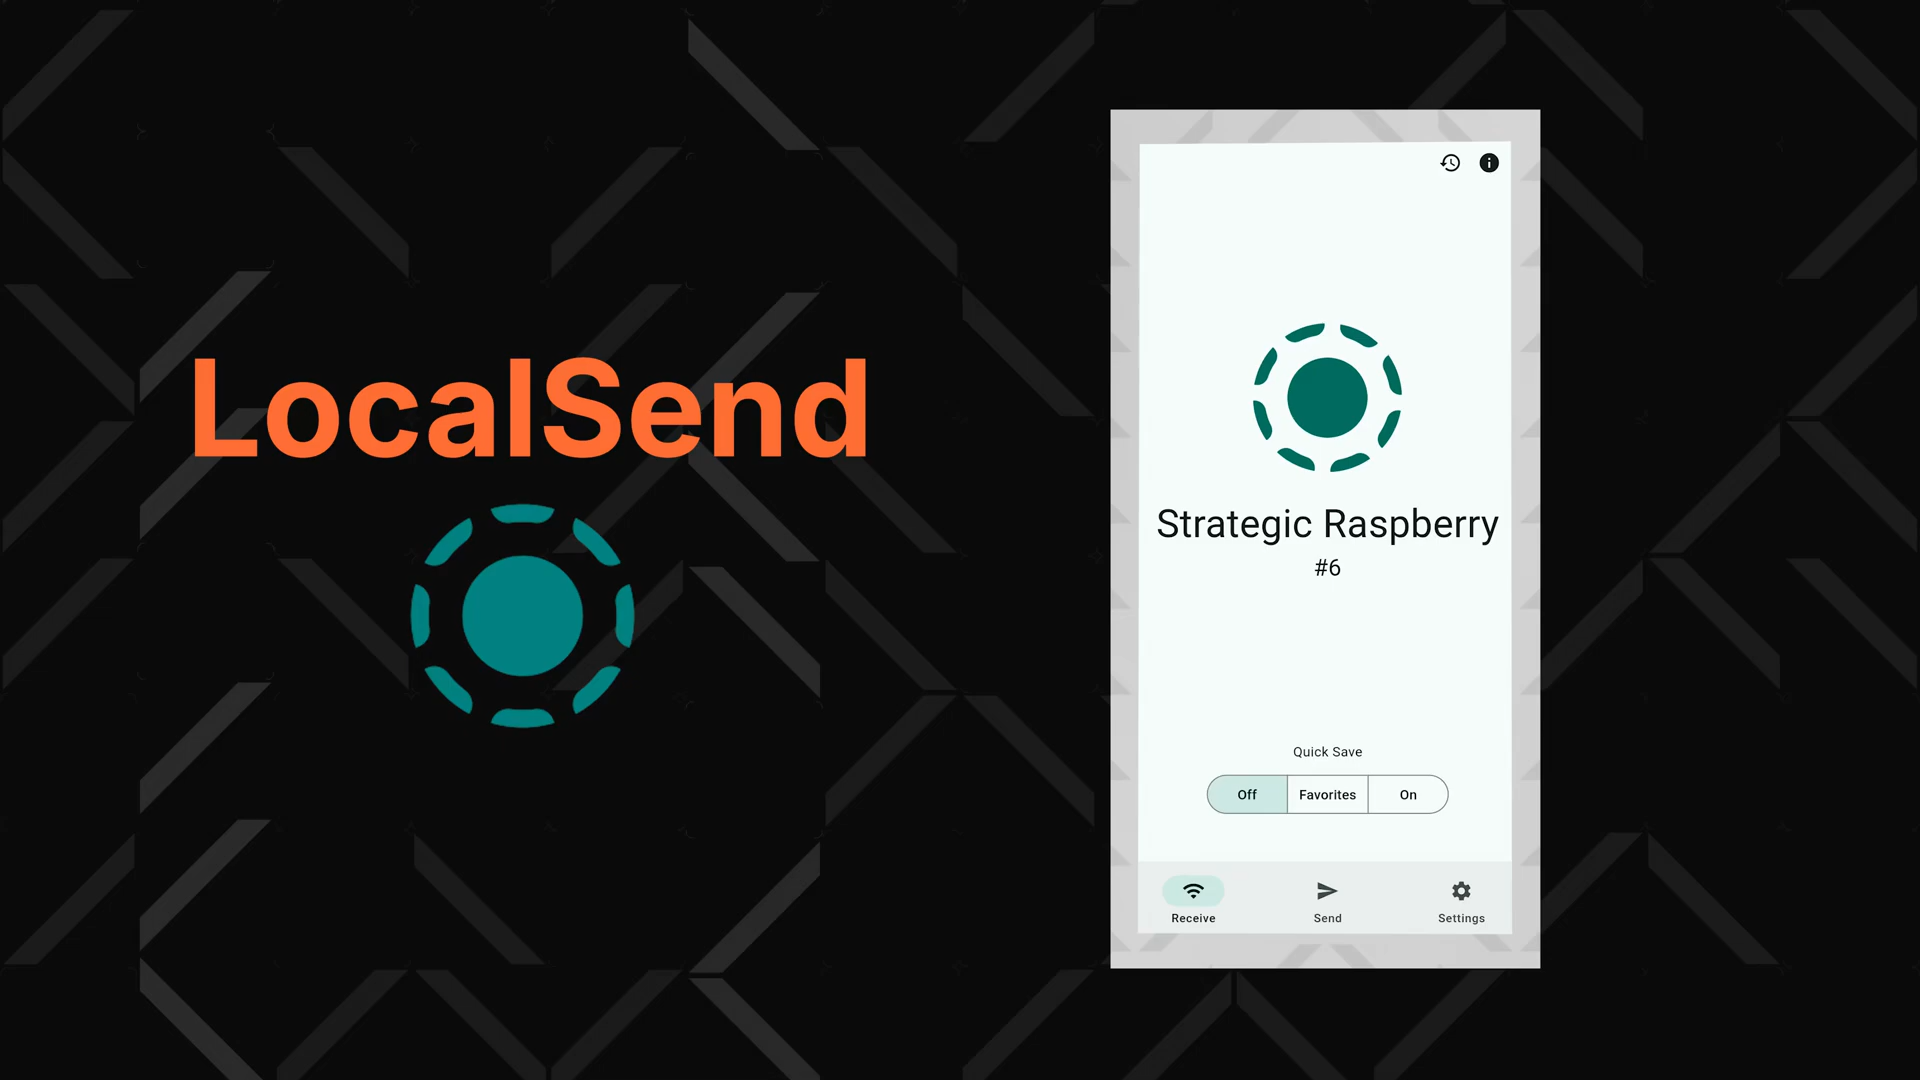 LocalSend
Strategic Raspberry
#6
Quick Save
Off Favorites On
Receive Send Settings